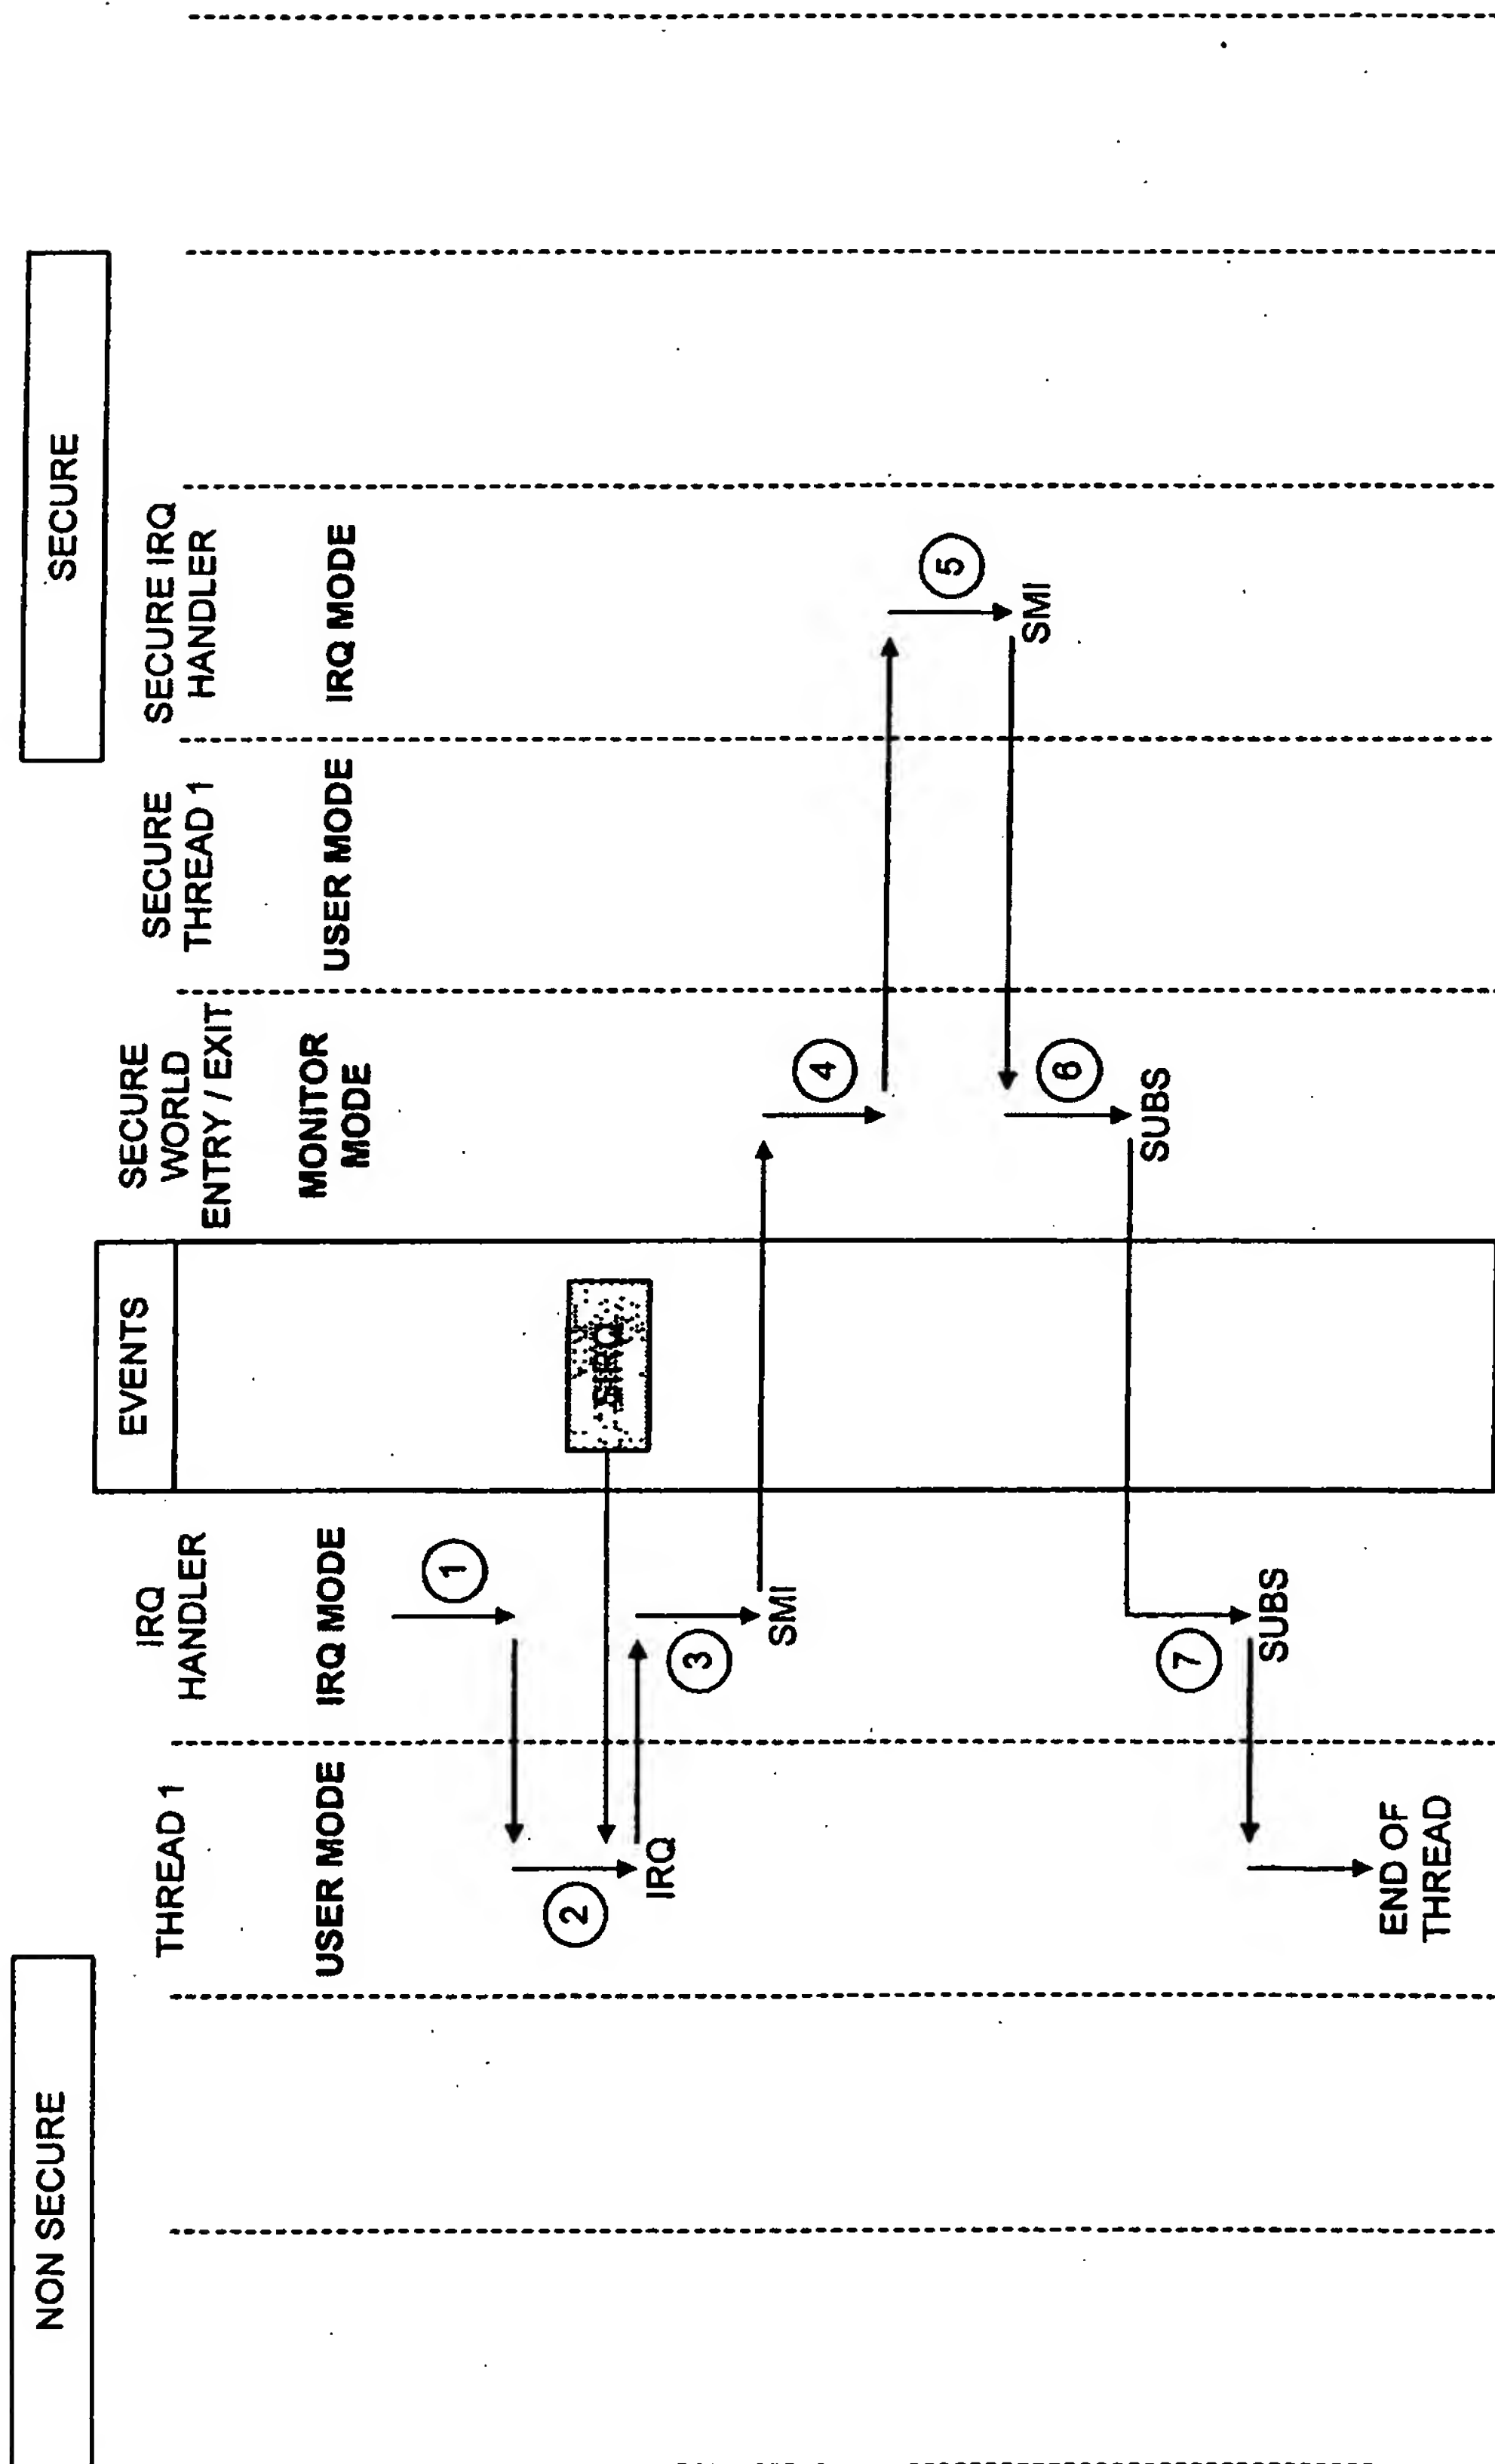 NON SECURE
SECURE
EVENTS
THREAD 1
IRQ
HANDLER
SECURE
WORLD
ENTRY / EXIT
SECURE
THREAD 1
SECURE IRQ
HANDLER
USER MODE
IRQ MODE
MONITOR
MODE
USER MODE
IRQ MODE
1
2
SIRQ
IRQ
3
SMI
4
5
SMI
6
SUBS
7
SUBS
END OF
THREAD